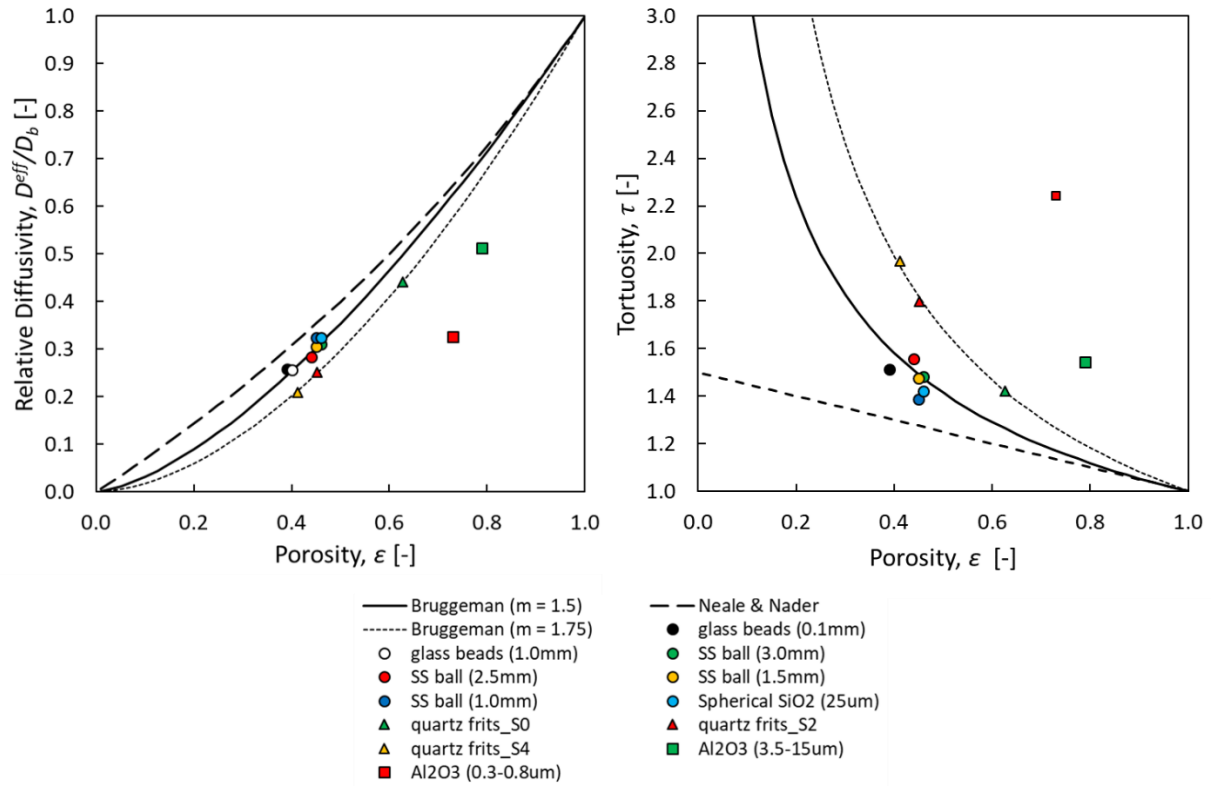 Relative Diffusivity, D^eff/D_b [-]
1.0
0.9
0.8
0.7
0.6
0.5
0.4
0.3
0.2
0.1
0.0
0.0 0.2 0.4 0.6 0.8 1.0
Porosity, ε [-]
Tortuosity, τ [-]
3.0
2.8
2.6
2.4
2.2
2.0
1.8
1.6
1.4
1.2
1.0
0.0 0.2 0.4 0.6 0.8 1.0
Porosity, ε [-]
Bruggeman (m = 1.5)
Neale & Nader
Bruggeman (m = 1.75)
glass beads (0.1mm)
glass beads (1.0mm)
SS ball (3.0mm)
SS ball (2.5mm)
SS ball (1.5mm)
SS ball (1.0mm)
Spherical SiO2 (25um)
quartz frits_S0
quartz frits_S2
quartz frits_S4
Al2O3 (3.5-15um)
Al2O3 (0.3-0.8um)